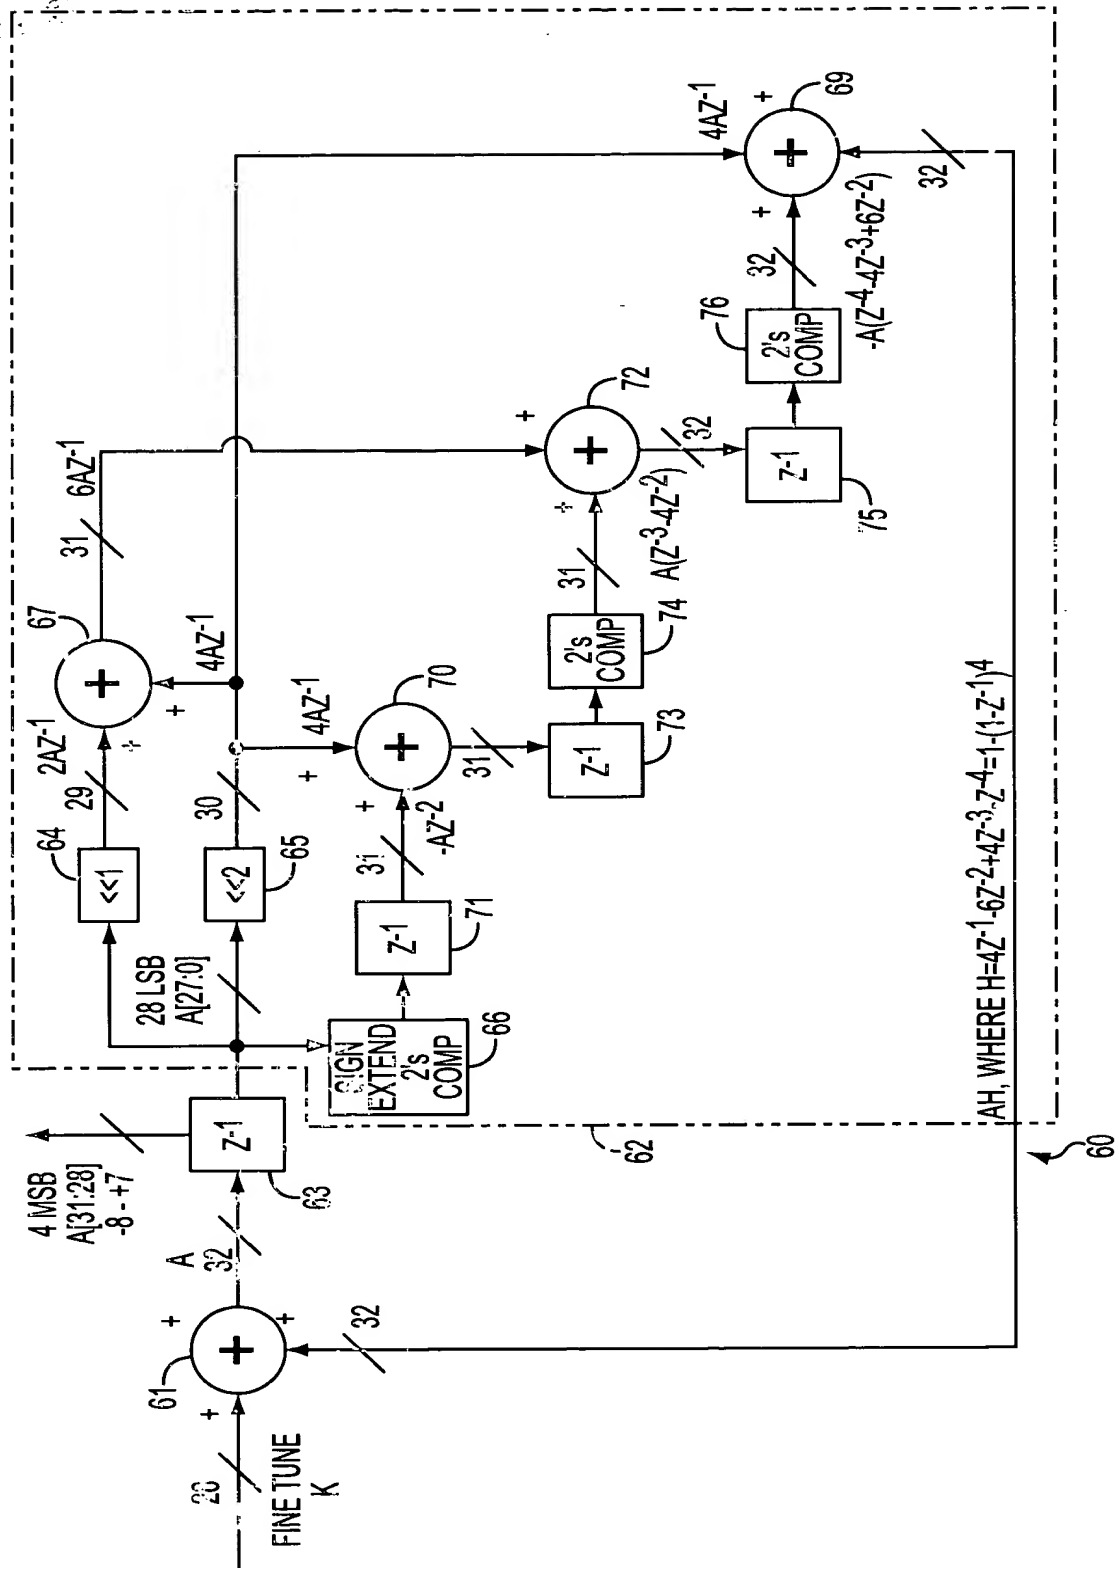 FINE TUNE
K
20
+
61
+
+
+
32
A
32
4 MSB
A[31:28]
-8 - +7
Z-1
63
28 LSB
A[27:0]
<<1
64
29
2AZ-1
+
67
+
31
6AZ-1
4AZ-1
+
<<2
65
30
4AZ-1
+
SIGN
EXTEND
2's
COMP
66
Z-1
71
31
-AZ-2
+
+
70
31
Z-1
73
2's
COMP
74
31
A(Z-3-4Z-2)
+
+
+
72
32
Z-1
75
2's
COMP
76
32
-A(Z-4-4Z-3+6Z-2)
+
4AZ-1
+
+
69
32
62
AH, WHERE H=4Z-1-6Z-2+4Z-3-Z-4=1-(1-Z-1)4
60